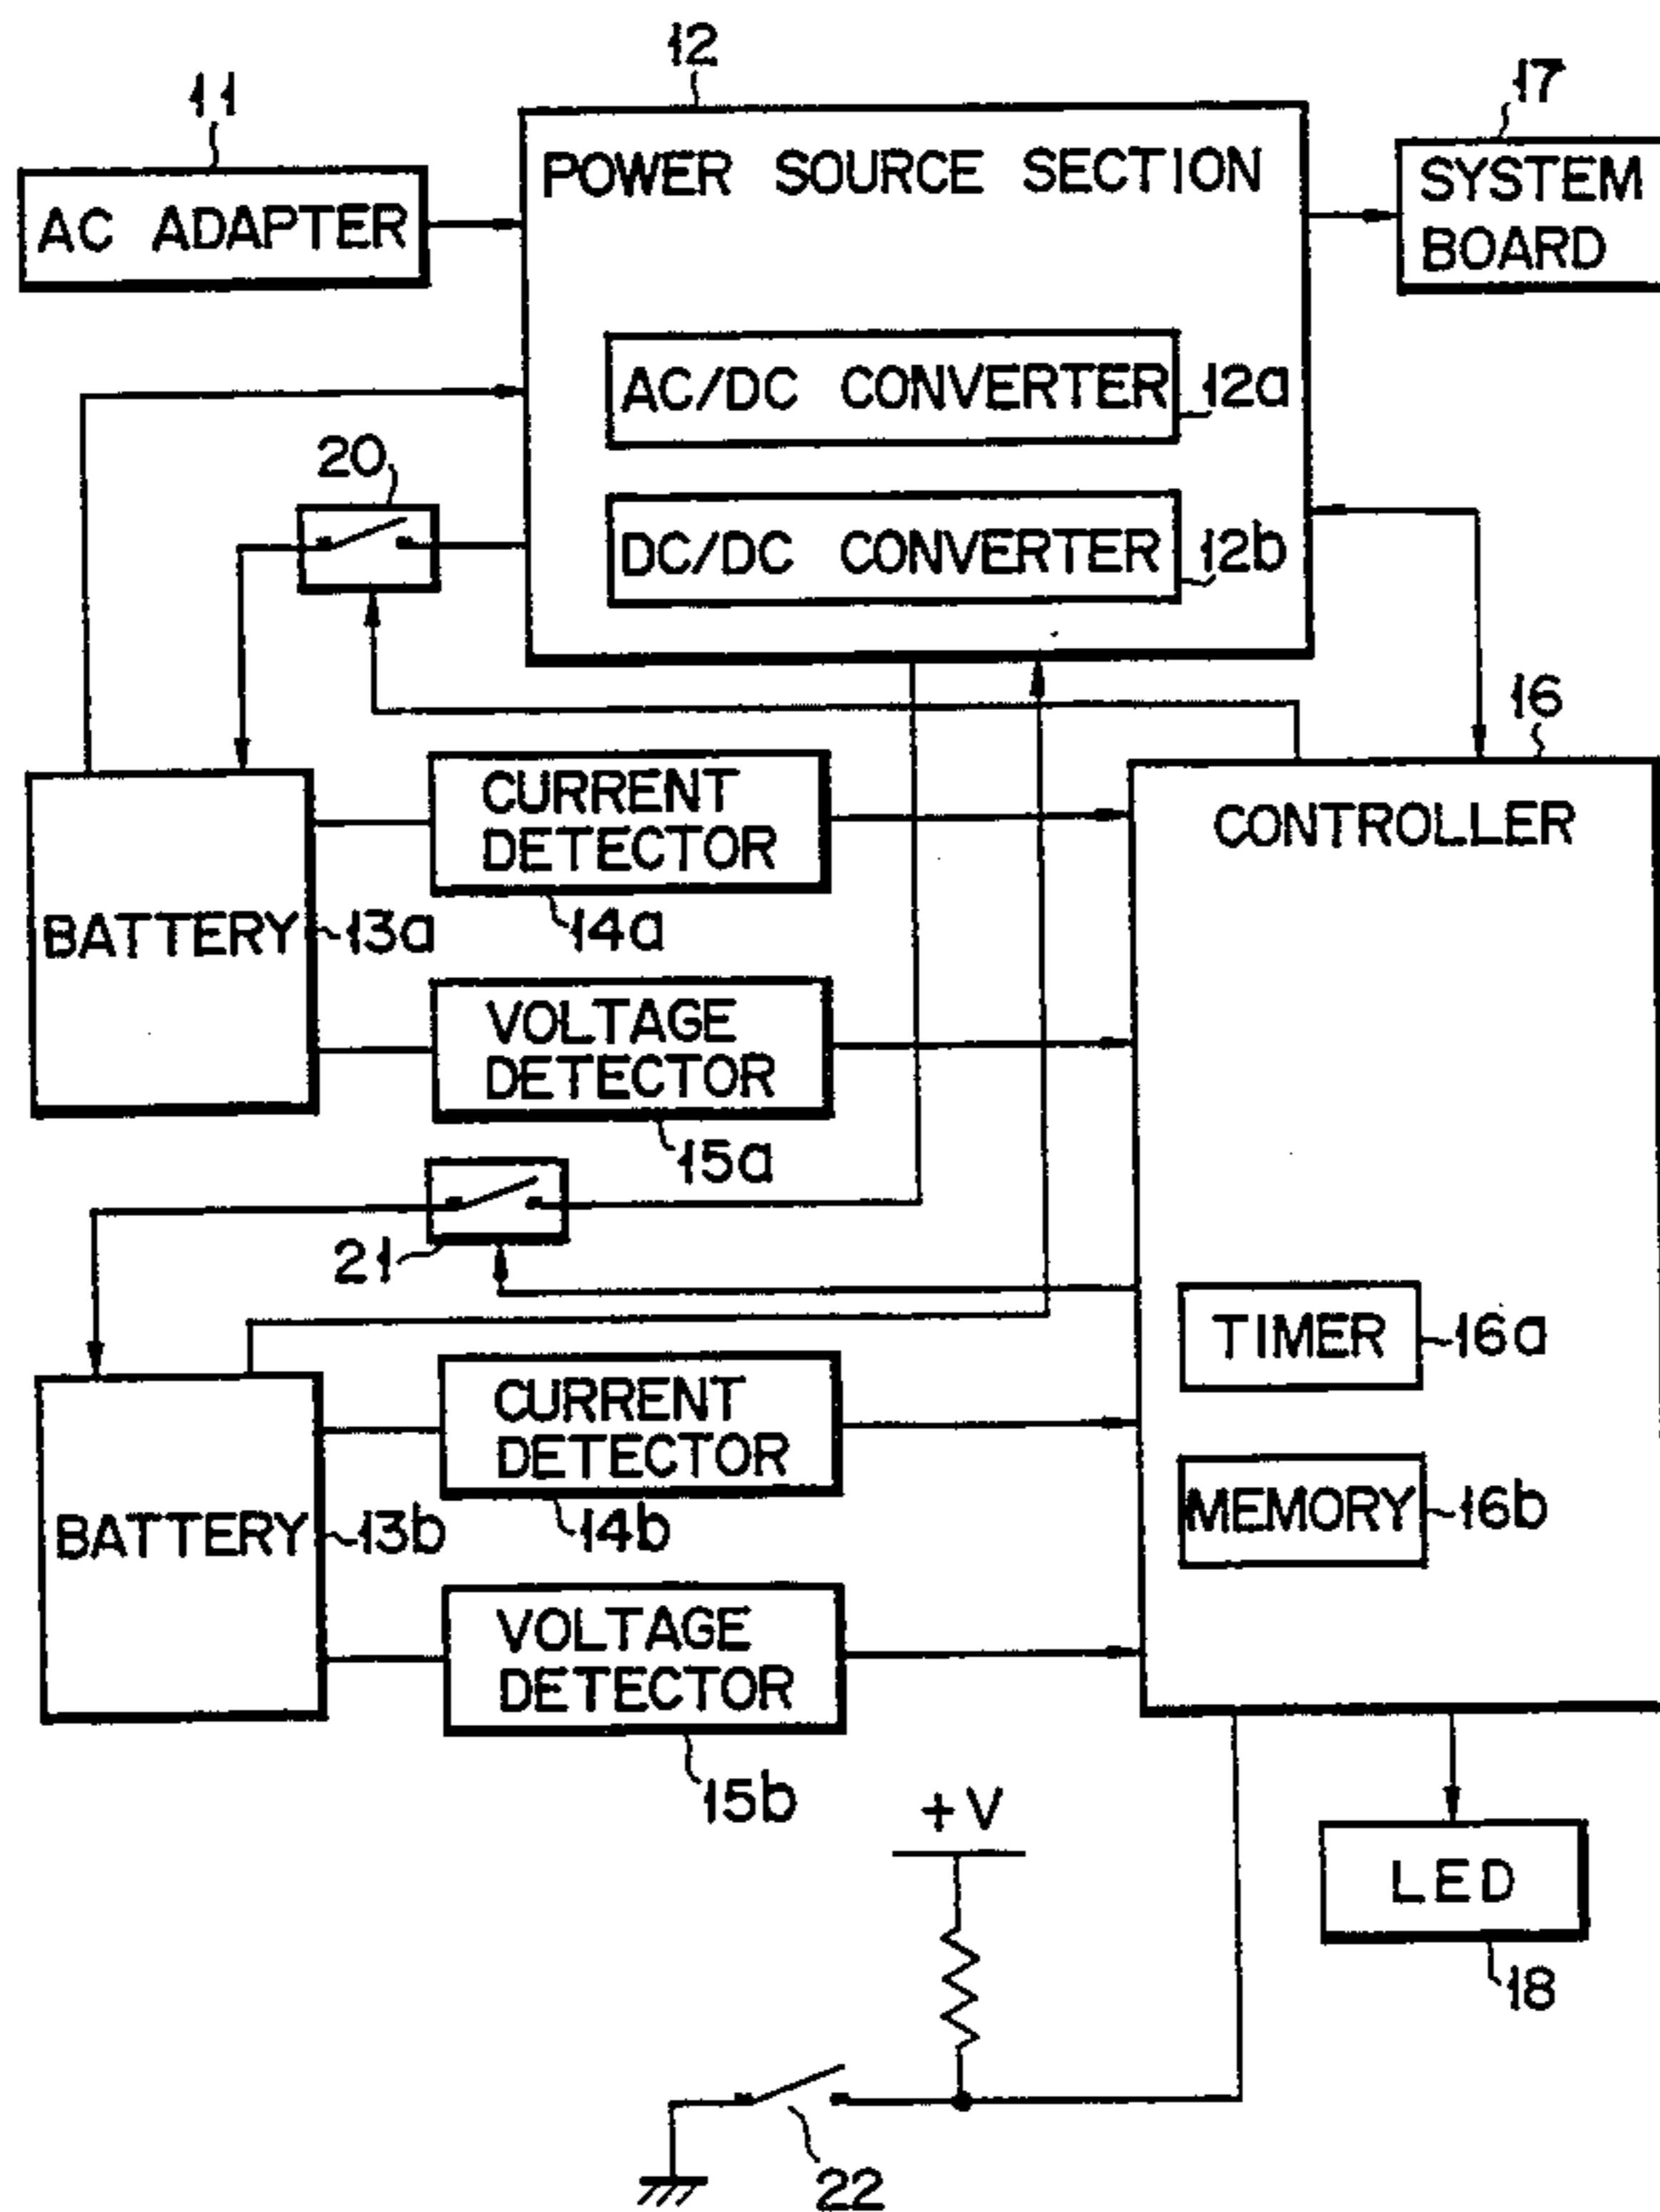 12
17
11
POWER SOURCE SECTION
SYSTEM
BOARD
AC ADAPTER
AC/DC CONVERTER
12a
20
DC/DC CONVERTER
12b
16
CURRENT
DETECTOR
CONTROLLER
14a
BATTERY
13a
VOLTAGE
DETECTOR
15a
21
TIMER
16a
CURRENT
DETECTOR
MEMORY
16b
14b
BATTERY
13b
VOLTAGE
DETECTOR
15b
+V
LED
18
22